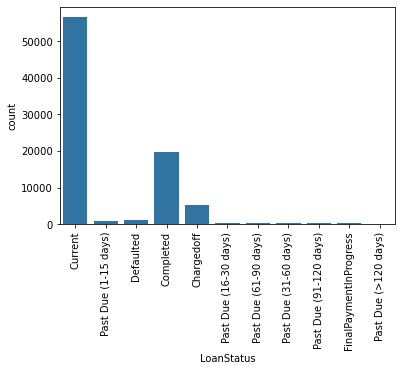 50000
40000
30000
20000
10000
0
count
Current
Past Due (1-15 days)
Defaulted
Completed
Chargedoff
Past Due (16-30 days)
Past Due (61-90 days)
Past Due (31-60 days)
Past Due (91-120 days)
FinalPaymentInProgress
Past Due (>120 days)
LoanStatus